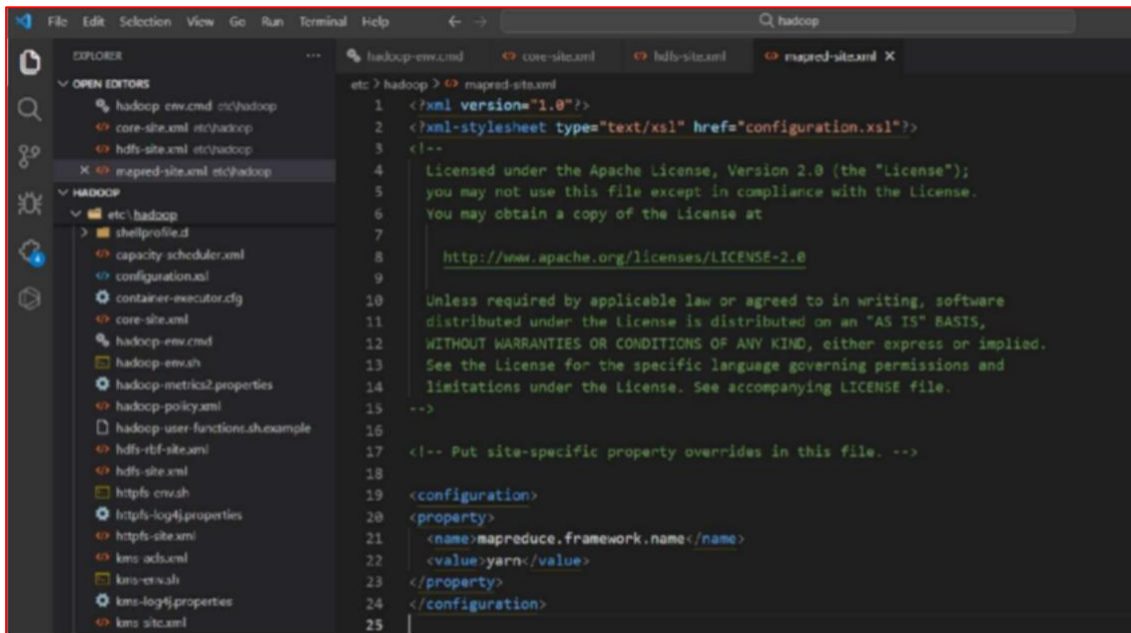 File Edit Selection View Go Run Terminal Help
hadoop
EXPLORER
hadoop-env.cmd
core-site.xml
hdfs-site.xml
mapred-site.xml
OPEN EDITORS
hadoop-env.cmd etc\hadoop
core-site.xml etc\hadoop
hdfs-site.xml etc\hadoop
mapred-site.xml etc\hadoop
HADOOP
etc\hadoop
shellprofile.d
capacity-scheduler.xml
configuration.xsl
container-executor.cfg
core-site.xml
hadoop-env.cmd
hadoop-env.sh
hadoop-metrics2.properties
hadoop-policy.xml
hadoop-user-functions.sh.example
hdfs-rbf-site.xml
hdfs-site.xml
httpfs-env.sh
httpfs-log4j.properties
httpfs-site.xml
kms-acls.xml
kms-env.sh
kms-log4j.properties
kms-site.xml
4
etc > hadoop > mapred-site.xml
1 <?xml version="1.0"?>
2 <?xml-stylesheet type="text/xsl" href="configuration.xsl"?>
3 <!--
4 Licensed under the Apache License, Version 2.0 (the "License");
5 you may not use this file except in compliance with the License.
6 You may obtain a copy of the License at
7
8 http://www.apache.org/licenses/LICENSE-2.0
9
10 Unless required by applicable law or agreed to in writing, software
11 distributed under the License is distributed on an "AS IS" BASIS,
12 WITHOUT WARRANTIES OR CONDITIONS OF ANY KIND, either express or implied.
13 See the License for the specific language governing permissions and
14 limitations under the License. See accompanying LICENSE file.
15 -->
16
17 <!-- Put site-specific property overrides in this file. -->
18
19 <configuration>
20 <property>
21 <name>mapreduce.framework.name</name>
22 <value>yarn</value>
23 </property>
24 </configuration>
25